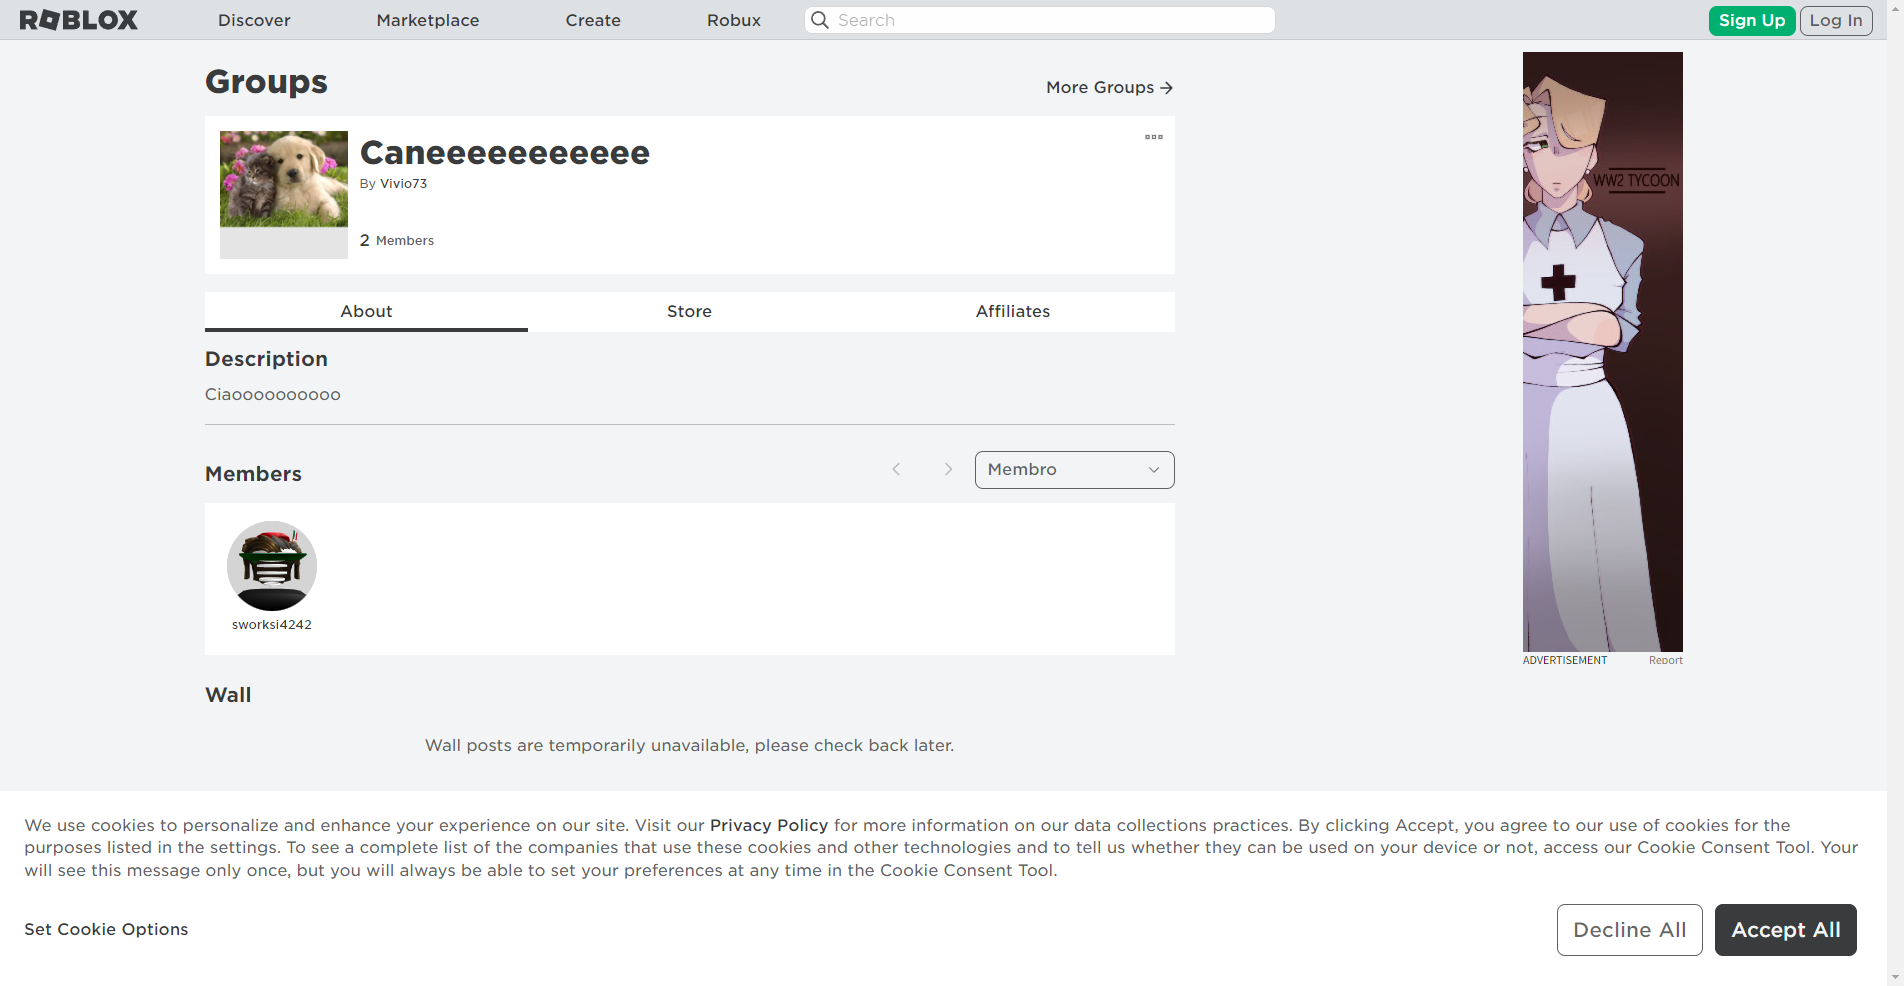 ROBLOX
Discover
Marketplace
Create
Robux
Search
Sign Up
Log In
Groups
More Groups
Caneeeeeeeeeee
By Vivio73
2 Members
About
Store
Affiliates
Description
Ciaoooooooooo
Members
Membro
sworksi4242
Wall
Wall posts are temporarily unavailable, please check back later.
WW2 TYCOON
ADVERTISEMENT
Report
We use cookies to personalize and enhance your experience on our site. Visit our Privacy Policy for more information on our data collections practices. By clicking Accept, you agree to our use of cookies for the
purposes listed in the settings. To see a complete list of the companies that use these cookies and other technologies and to tell us whether they can be used on your device or not, access our Cookie Consent Tool. Your
will see this message only once, but you will always be able to set your preferences at any time in the Cookie Consent Tool.
Set Cookie Options
Decline All
Accept All